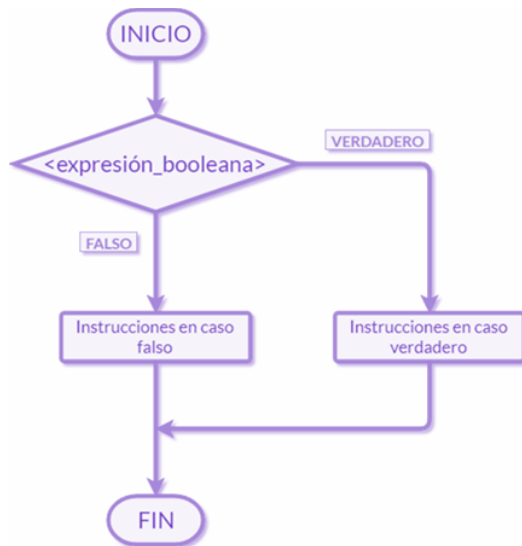 INICIO
<expresión_booleana>
VERDADERO
FALSO
Instrucciones en caso
falso
Instrucciones en caso
verdadero
FIN